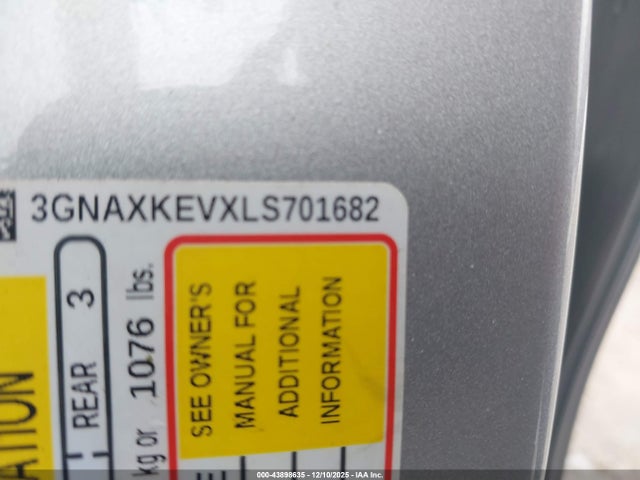 3GNAXKEVXLS701682
REAR 3
kg or 1076 lbs.
SEE OWNER'S
MANUAL FOR
ADDITIONAL
INFORMATION
000-43898635 - 12/10/2025 - IAA Inc.